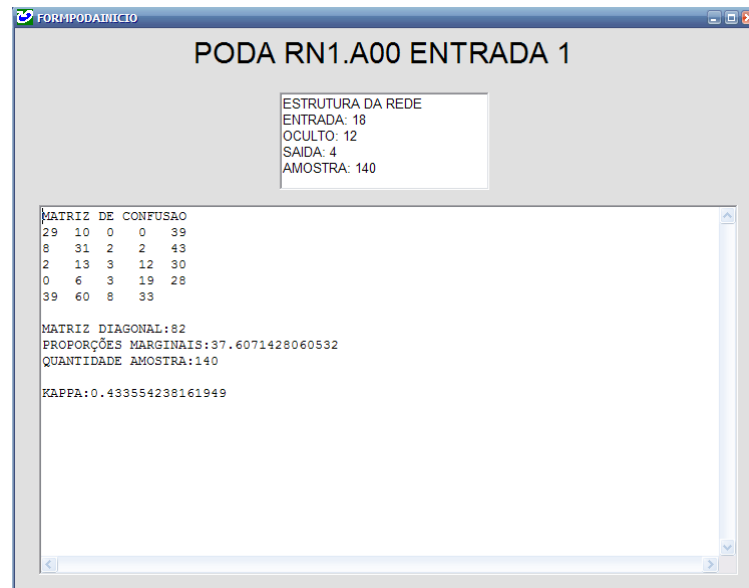 FORMPODAINICIO
PODA RN1.A00 ENTRADA 1
ESTRUTURA DA REDE
ENTRADA: 18
OCULTO: 12
SAIDA: 4
AMOSTRA: 140
MATRIZ DE CONFUSAO
29 10 0 0 39
8 31 2 2 43
2 13 3 12 30
0 6 3 19 28
39 60 8 33
MATRIZ DIAGONAL:82
PROPORÇÕES MARGINAIS:37.6071428060532
QUANTIDADE AMOSTRA:140
KAPPA:0.433554238161949